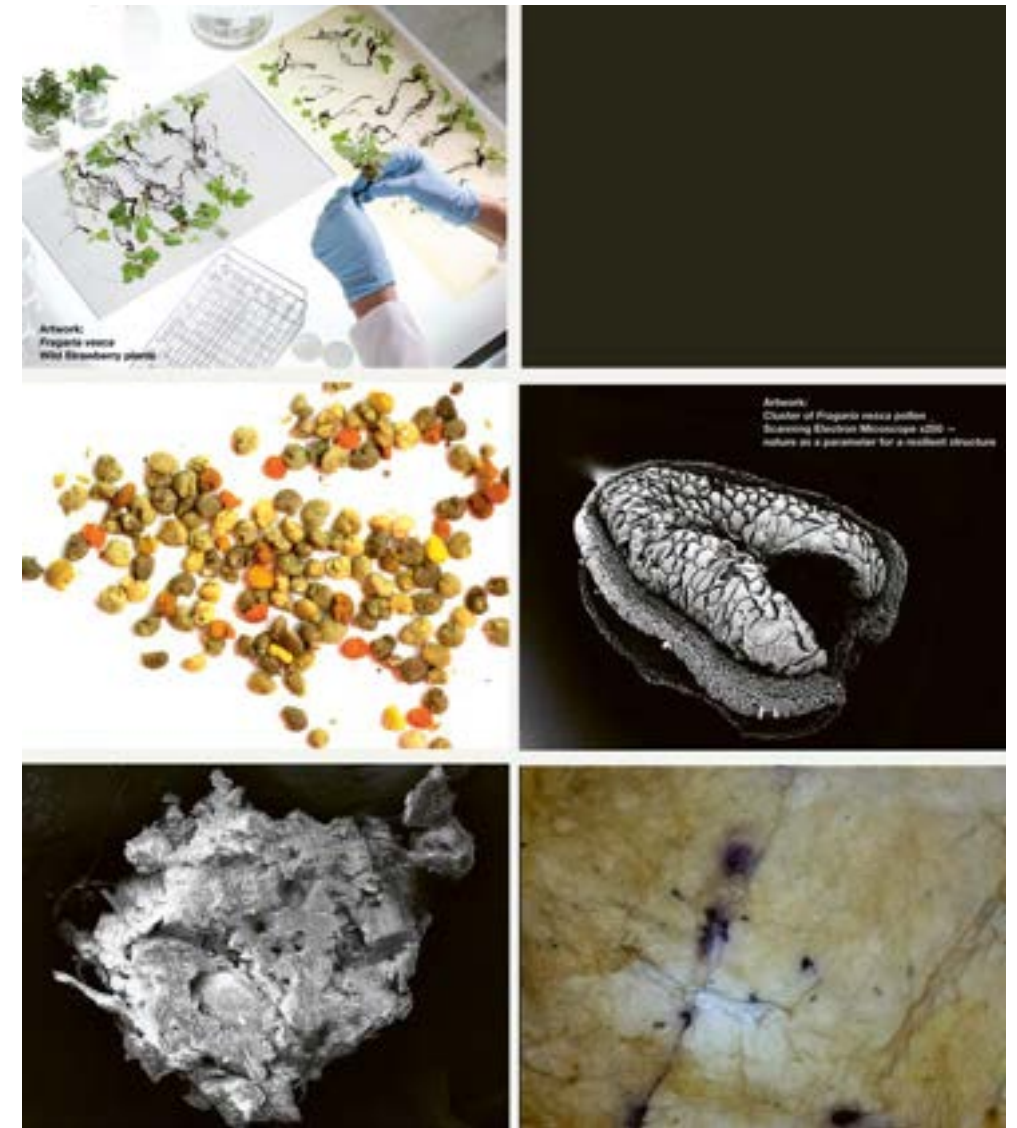 Artwork:
Fragaria vesca
Wild Strawberry plants
Artwork:
Cluster of Fragaria vesca pollen
Scanning Electron Microscope x200 –
nature as a parameter for a resilient structure